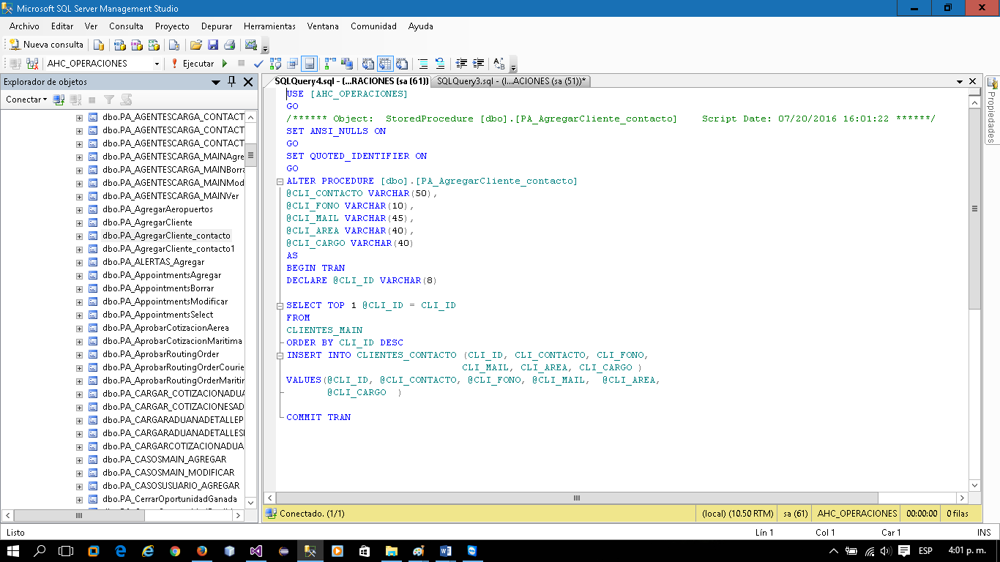 Microsoft SQL Server Management Studio
Archivo Editar Ver Consulta Proyecto Depurar Herramientas Ventana Comunidad Ayuda
Nueva consulta
AHC_OPERACIONES Ejecutar
Explorador de objetos
Conectar
dbo.PA_AGENTESCARGA_CONTACT
dbo.PA_AGENTESCARGA_CONTACT
dbo.PA_AGENTESCARGA_CONTACT
dbo.PA_AGENTESCARGA_MAINAgre
dbo.PA_AGENTESCARGA_MAINBorra
dbo.PA_AGENTESCARGA_MAINMod
dbo.PA_AGENTESCARGA_MAINVer
dbo.PA_AgregarAeropuertos
dbo.PA_AgregarCliente
dbo.PA_AgregarCliente_contacto
dbo.PA_AgregarCliente_contacto1
dbo.PA_ALERTAS_Agregar
dbo.PA_AppointmentsAgregar
dbo.PA_AppointmentsBorrar
dbo.PA_AppointmentsModificar
dbo.PA_AppointmentsSelect
dbo.PA_AprobarCotizacionAerea
dbo.PA_AprobarCotizacionMaritima
dbo.PA_AprobarRoutingOrder
dbo.PA_AprobarRoutingOrderCourie
dbo.PA_AprobarRoutingOrderMaritin
dbo.PA_CARGAR_COTIZACIONADUA
dbo.PA_CARGAR_COTIZACIONESAD
dbo.PA_CARGARADUANADETALLEP
dbo.PA_CARGARADUANADETALLES
dbo.PA_CARGARCOTIZACIONADUA
dbo.PA_CASOSMAIN_AGREGAR
dbo.PA_CASOSMAIN_MODIFICAR
dbo.PA_CASOSUSUARIO_AGREGAR
dbo.PA_CerrarOportunidadGanada
SQLQuery4.sql - (l...RACIONES (sa (61)) SQLQuery3.sql - (l...ACIONES (sa (51))*
USE [AHC_OPERACIONES]
GO
/****** Object:  StoredProcedure [dbo].[PA_AgregarCliente_contacto]    Script Date: 07/20/2016 16:01:22 ******/
SET ANSI_NULLS ON
GO
SET QUOTED_IDENTIFIER ON
GO
ALTER PROCEDURE [dbo].[PA_AgregarCliente_contacto]
@CLI_CONTACTO VARCHAR(50),
@CLI_FONO VARCHAR(10),
@CLI_MAIL VARCHAR(45),
@CLI_AREA VARCHAR(40),
@CLI_CARGO VARCHAR(40)
AS
BEGIN TRAN
DECLARE @CLI_ID VARCHAR(8)
SELECT TOP 1 @CLI_ID = CLI_ID
FROM
CLIENTES_MAIN
ORDER BY CLI_ID DESC
INSERT INTO CLIENTES_CONTACTO (CLI_ID, CLI_CONTACTO, CLI_FONO,
CLI_MAIL, CLI_AREA, CLI_CARGO )
VALUES(@CLI_ID, @CLI_CONTACTO, @CLI_FONO, @CLI_MAIL,  @CLI_AREA,
@CLI_CARGO  )
COMMIT TRAN
Propiedades
Conectado. (1/1) (local) (10.50 RTM) sa (61) AHC_OPERACIONES 00:00:00 0 filas
Listo Lín 1 Col 1 Car 1 INS
ESP 4:01 p. m.